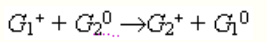 G₁⁺ + G₂⁰ →G₂⁺ + G₁⁰